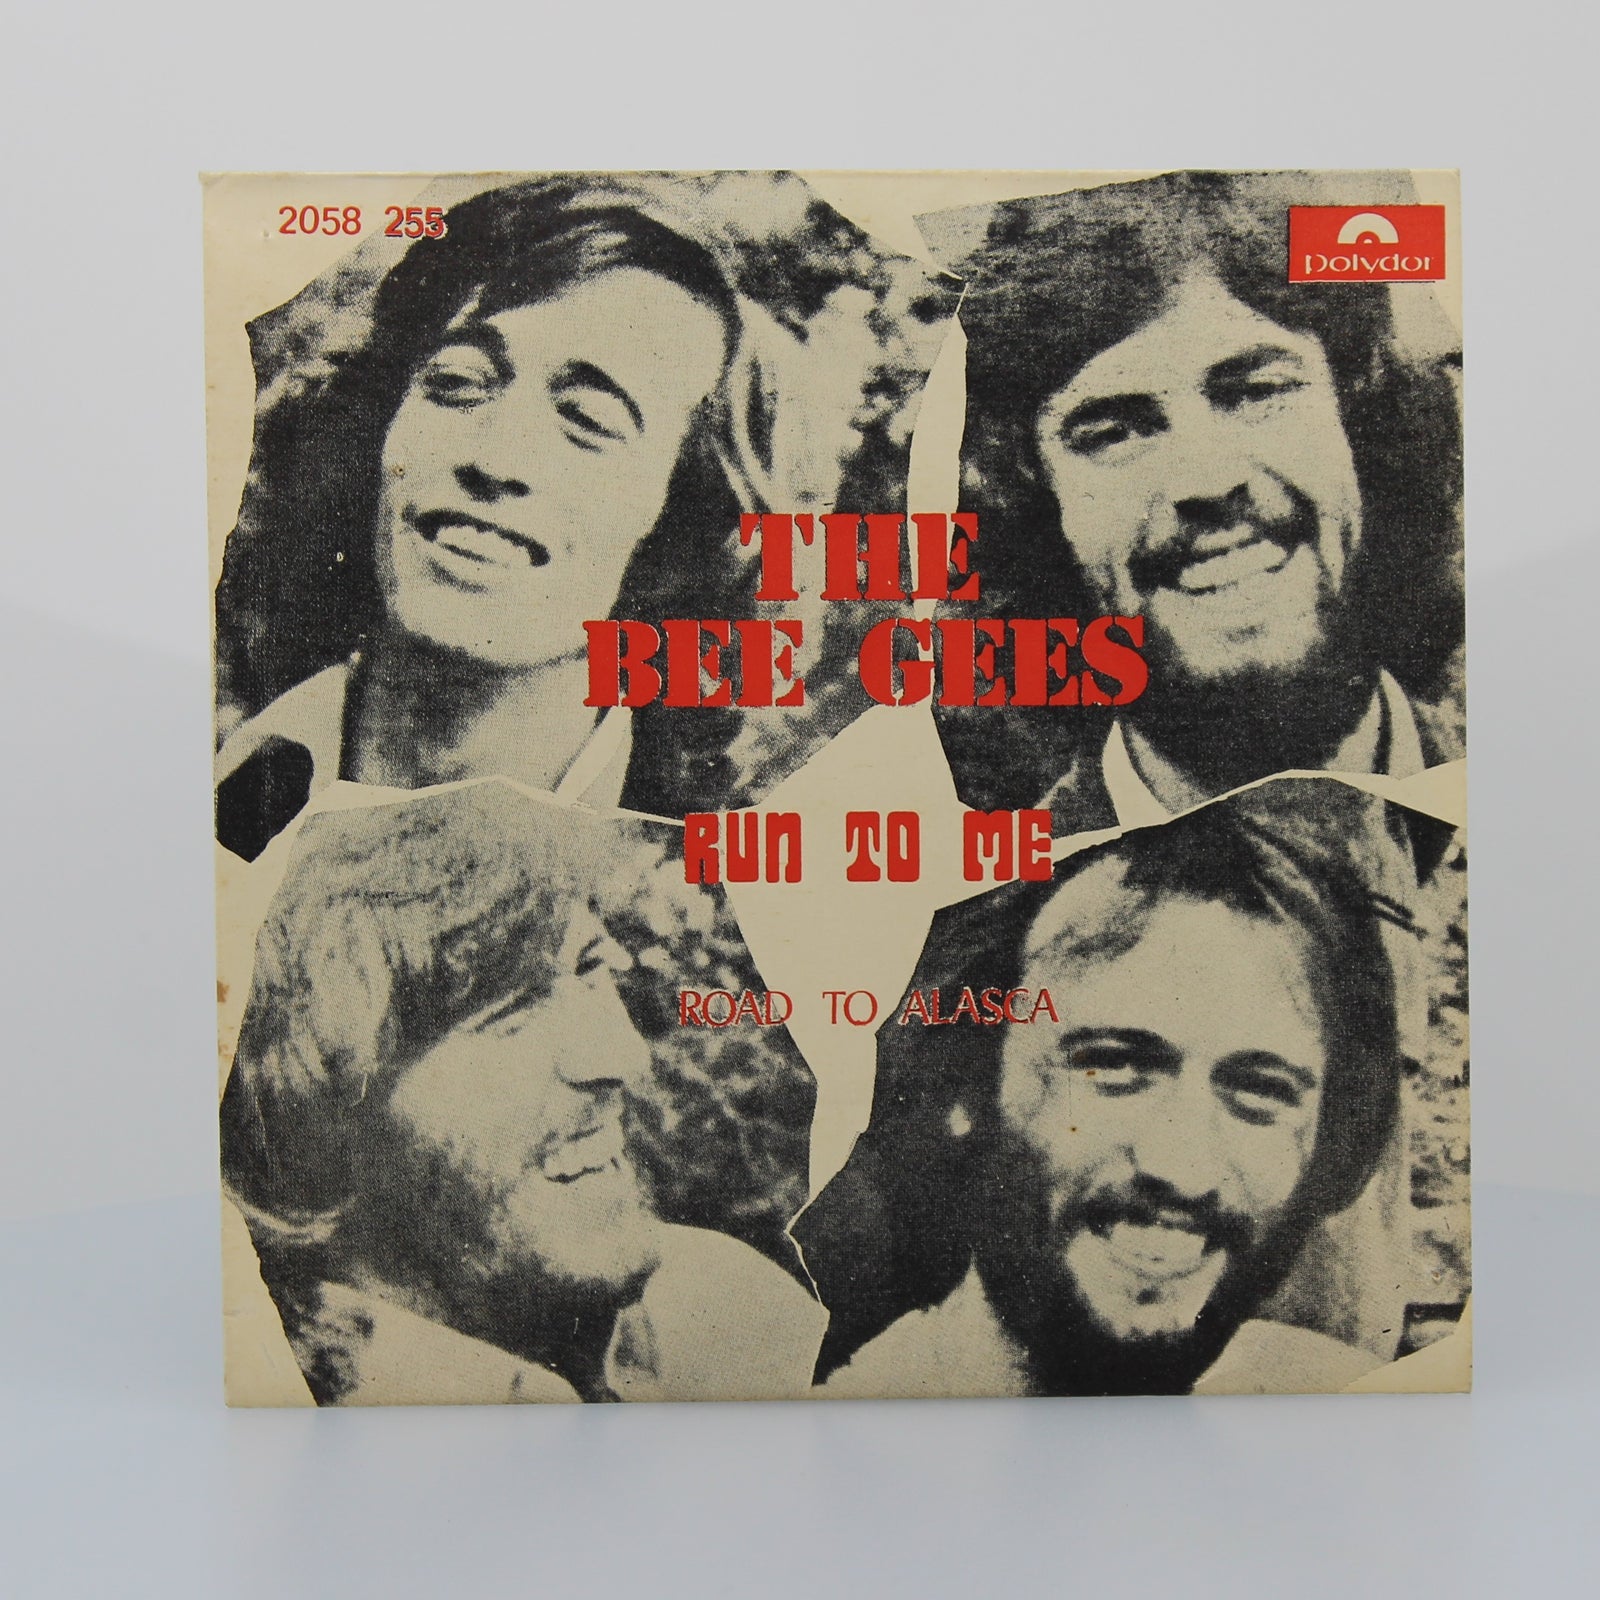 2058 255
polydor
THE
BEE GEES
RUN TO ME
ROAD TO ALASCA